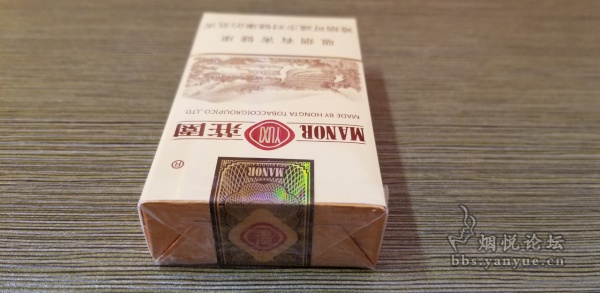 MANOR
®
MANOR YUXI 莊園
MADE BY HONGTA TOBACCO(GROUP)CO.,LTD
吸烟有害健康
戒烟可减少对健康的危害
烟悦论坛
bbs.yanyue.cn